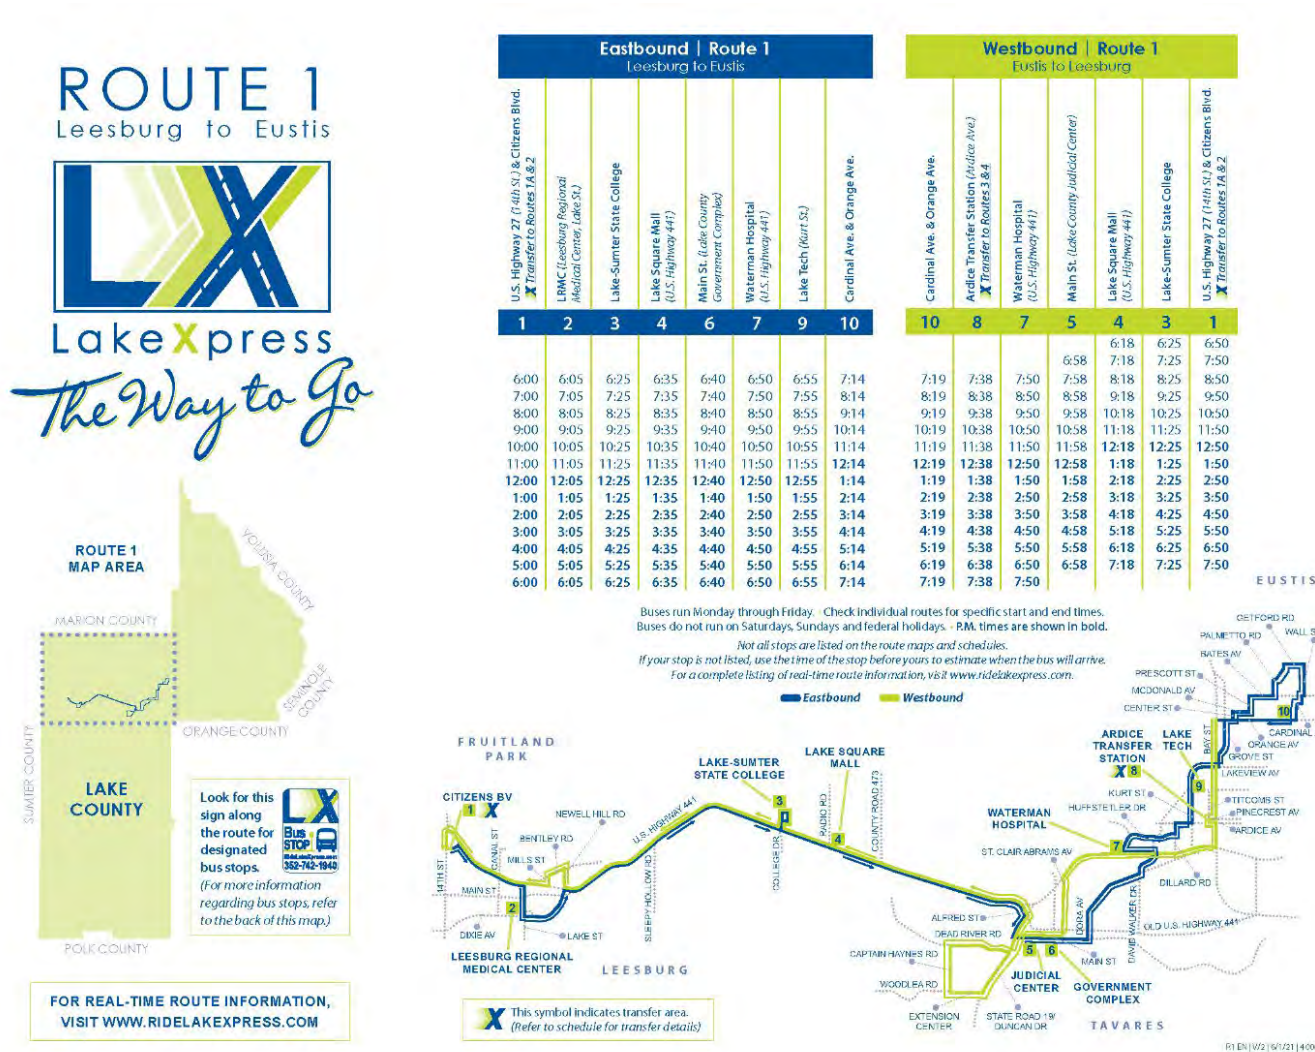 ROUTE 1
Leesburg to Eustis
LX
LakeXpress
The Way to Go
ROUTE 1
MAP AREA
MARION COUNTY
VOLUSIA COUNTY
SEMINOLE
COUNTY
ORANGE COUNTY
SUMTER COUNTY
LAKE
COUNTY
POLK COUNTY
Look for this
sign along
the route for
designated
bus stops.
(For more information
regarding bus stops, refer
to the back of this map.)
LX
Bus
STOP
RideLakeXpress.com
352-742-1940
FOR REAL-TIME ROUTE INFORMATION,
VISIT WWW.RIDELAKEXPRESS.COM
Eastbound | Route 1
Leesburg to Eustis
U.S. Highway 27 (14th St.) & Citizens Blvd.
X Transfer to Routes 1A & 2
LRMC (Leesburg Regional
Medical Center, Lake St.)
Lake-Sumter State College
Lake Square Mall
(U.S. Highway 441)
Main St. (Lake County
Government Complex)
Waterman Hospital
(U.S. Highway 441)
Lake Tech (Kurt St.)
Cardinal Ave. & Orange Ave.
1 2 3 4 6 7 9 10
6:00 6:05 6:25 6:35 6:40 6:50 6:55 7:14
7:00 7:05 7:25 7:35 7:40 7:50 7:55 8:14
8:00 8:05 8:25 8:35 8:40 8:50 8:55 9:14
9:00 9:05 9:25 9:35 9:40 9:50 9:55 10:14
10:00 10:05 10:25 10:35 10:40 10:50 10:55 11:14
11:00 11:05 11:25 11:35 11:40 11:50 11:55 12:14
12:00 12:05 12:25 12:35 12:40 12:50 12:55 1:14
1:00 1:05 1:25 1:35 1:40 1:50 1:55 2:14
2:00 2:05 2:25 2:35 2:40 2:50 2:55 3:14
3:00 3:05 3:25 3:35 3:40 3:50 3:55 4:14
4:00 4:05 4:25 4:35 4:40 4:50 4:55 5:14
5:00 5:05 5:25 5:35 5:40 5:50 5:55 6:14
6:00 6:05 6:25 6:35 6:40 6:50 6:55 7:14
Westbound | Route 1
Eustis to Leesburg
Cardinal Ave. & Orange Ave.
Ardice Transfer Station (Ardice Ave.)
X Transfer to Routes 3 & 4
Waterman Hospital
(U.S. Highway 441)
Main St. (Lake County Judicial Center)
Lake Square Mall
(U.S. Highway 441)
Lake-Sumter State College
U.S. Highway 27 (14th St.) & Citizens Blvd.
X Transfer to Routes 1A & 2
10 8 7 5 4 3 1
6:18 6:25 6:50
6:58 7:18 7:25 7:50
7:19 7:38 7:50 7:58 8:18 8:25 8:50
8:19 8:38 8:50 8:58 9:18 9:25 9:50
9:19 9:38 9:50 9:58 10:18 10:25 10:50
10:19 10:38 10:50 10:58 11:18 11:25 11:50
11:19 11:38 11:50 11:58 12:18 12:25 12:50
12:19 12:38 12:50 12:58 1:18 1:25 1:50
1:19 1:38 1:50 1:58 2:18 2:25 2:50
2:19 2:38 2:50 2:58 3:18 3:25 3:50
3:19 3:38 3:50 3:58 4:18 4:25 4:50
4:19 4:38 4:50 4:58 5:18 5:25 5:50
5:19 5:38 5:50 5:58 6:18 6:25 6:50
6:19 6:38 6:50 6:58 7:18 7:25 7:50
7:19 7:38 7:50
Buses run Monday through Friday. · Check individual routes for specific start and end times.
Buses do not run on Saturdays, Sundays and federal holidays. · P.M. times are shown in bold.
Not all stops are listed on the route maps and schedules.
If your stop is not listed, use the time of the stop before yours to estimate when the bus will arrive.
For a complete listing of real-time route information, visit www.ridelakexpress.com.
Eastbound Westbound
EUSTIS
GETFORD RD
PALMETTO RD
WALL S
BATES AV
PRESCOTT ST
MCDONALD AV
CENTER ST
10
CARDINAL
ORANGE AV
GROVE ST
BAY ST
LAKEVIEW AV
ARDICE
TRANSFER
STATION
X 8
LAKE
TECH
9
KURT ST
HUFFSTETLER DR
TITCOMB ST
PINECREST AV
ARDICE AV
WATERMAN
HOSPITAL
7
ST. CLAIR ABRAMS AV
DILLARD RD
OLD U.S. HIGHWAY 441
DAVID WALKER DR
DORA AV
MAIN ST
FRUITLAND
PARK
CITIZENS BV
1 X
14TH ST
CANAL ST
NEWELL HILL RD
BENTLEY RD
MILLS ST
MAIN ST
2
DIXIE AV
LAKE ST
LEESBURG REGIONAL
MEDICAL CENTER
LEESBURG
SLEEPY HOLLOW RD
U.S. HIGHWAY 441
LAKE-SUMTER
STATE COLLEGE
3
COLLEGE DR
LAKE SQUARE
MALL
RADIO RD
4
COUNTY ROAD 473
ALFRED ST
DEAD RIVER RD
CAPTAIN HAYNES RD
WOODLEA RD
EXTENSION
CENTER
STATE ROAD 19/
DUNCAN DR
5 6
JUDICIAL
CENTER
GOVERNMENT
COMPLEX
TAVARES
X This symbol indicates transfer area.
(Refer to schedule for transfer details)
R1 EN | V/2 | 6/1/21 | 400